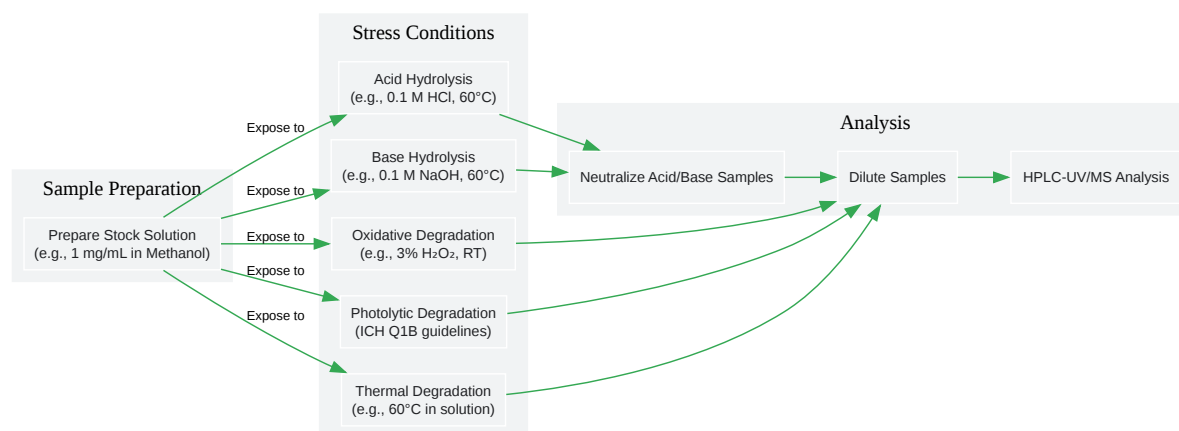 Sample Preparation
Prepare Stock Solution
(e.g., 1 mg/mL in Methanol)
Expose to
Expose to
Expose to
Expose to
Expose to
Stress Conditions
Acid Hydrolysis
(e.g., 0.1 M HCl, 60°C)
Base Hydrolysis
(e.g., 0.1 M NaOH, 60°C)
Oxidative Degradation
(e.g., 3% H₂O₂, RT)
Photolytic Degradation
(ICH Q1B guidelines)
Thermal Degradation
(e.g., 60°C in solution)
Analysis
Neutralize Acid/Base Samples
Dilute Samples
HPLC-UV/MS Analysis